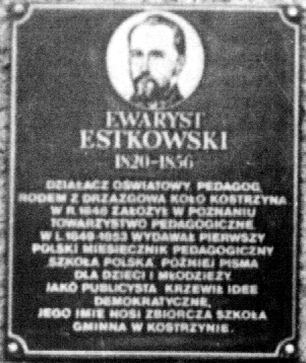 EWARYST
ESTKOWSKI
1820-1856
DZIAŁACZ OŚWIATOWY, PEDAGOG,
RODEM Z DRZĄZGOWA KOŁO KOSTRZYNA
W R. 1848 ZAŁOŻYŁ W POZNANIU
TOWARZYSTWO PEDAGOGICZNE
W L. 1849-1853 WYDAWAŁ PIERWSZY
POLSKI MIESIĘCZNIK PEDAGOGICZNY
SZKOŁA POLSKA, PÓŹNIEJ PISMA
DLA DZIECI I MŁODZIEŻY.
JAKO PUBLICYSTA KRZEWIŁ IDEE
DEMOKRATYCZNE,
JEGO IMIĘ NOSI ZBIORCZA SZKOŁA
GMINNA W KOSTRZYNIE.